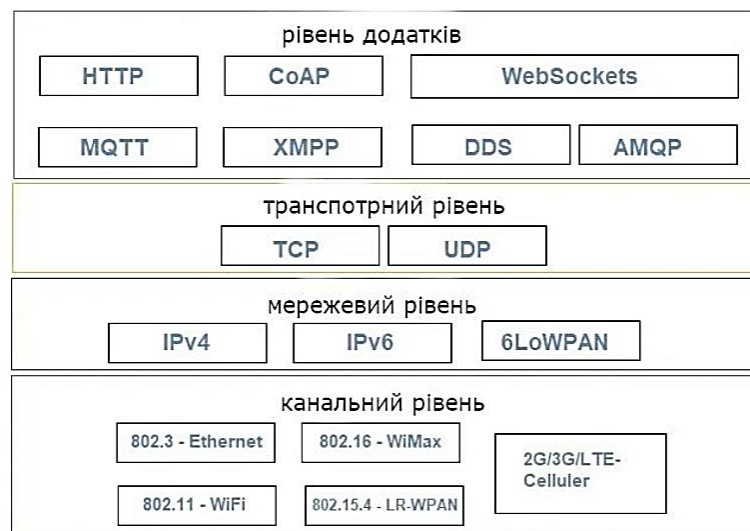 рівень додатків
HTTP CoAP WebSockets
MQTT XMPP DDS AMQP
транспотрний рівень
TCP UDP
мережевий рівень
IPv4 IPv6 6LoWPAN
канальний рівень
802.3 - Ethernet 802.16 - WiMax
2G/3G/LTE-
Celluler
802.11 - WiFi 802.15.4 - LR-WPAN